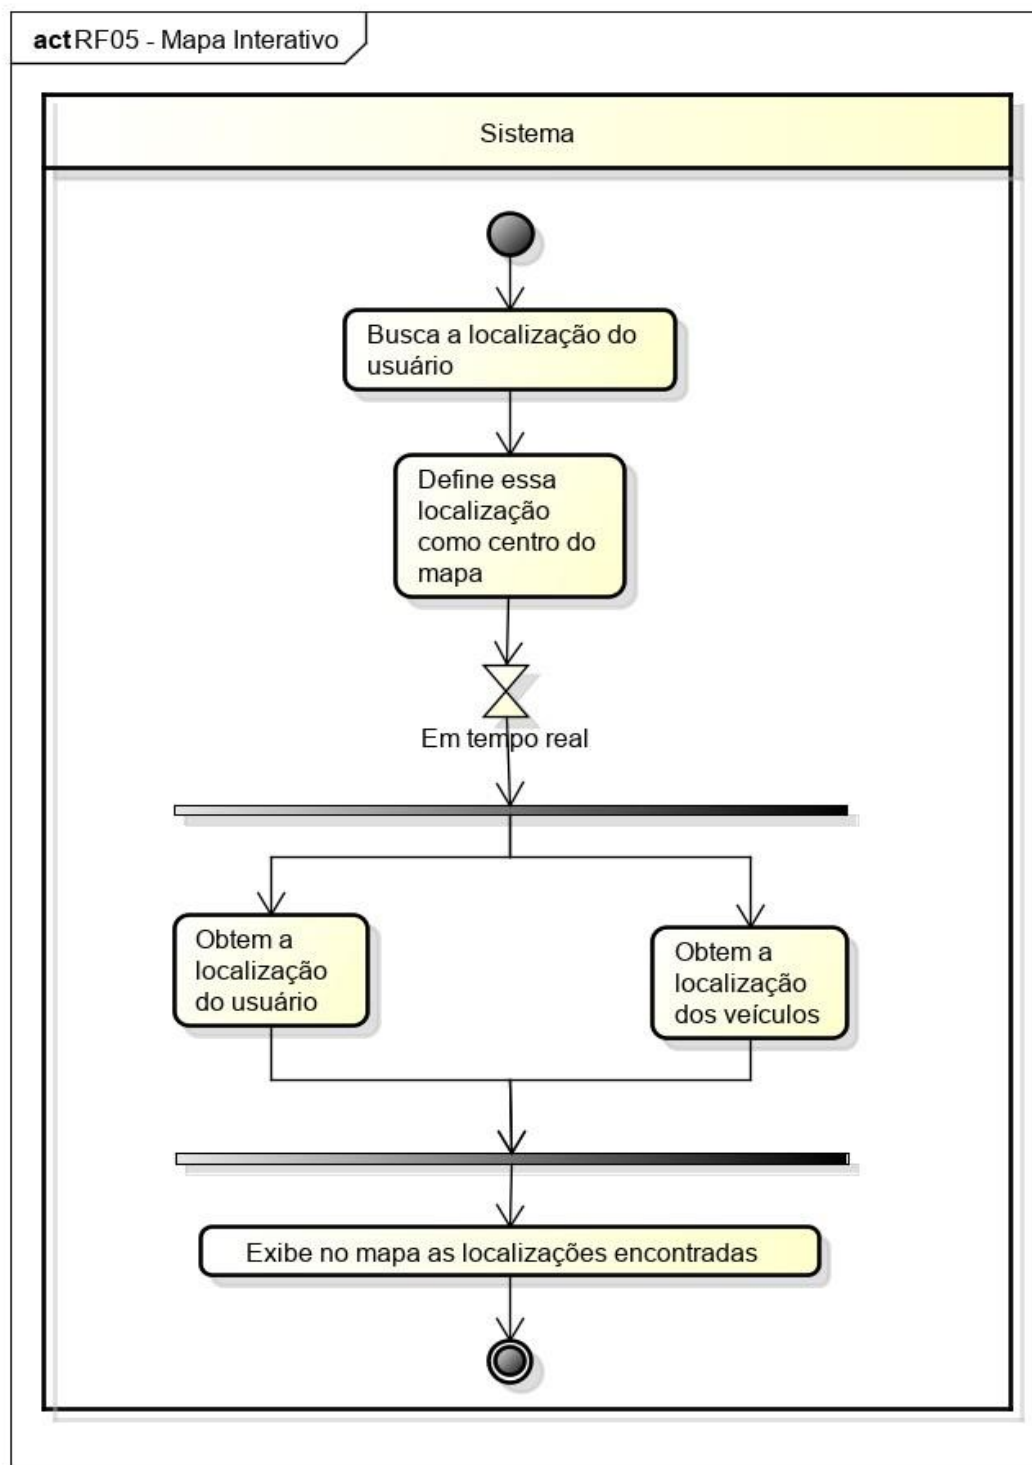 act RF05 - Mapa Interativo
Sistema
Busca a localização do
usuário
Define essa
localização
como centro do
mapa
Em tempo real
Obtem a
localização
do usuário
Obtem a
localização
dos veículos
Exibe no mapa as localizações encontradas